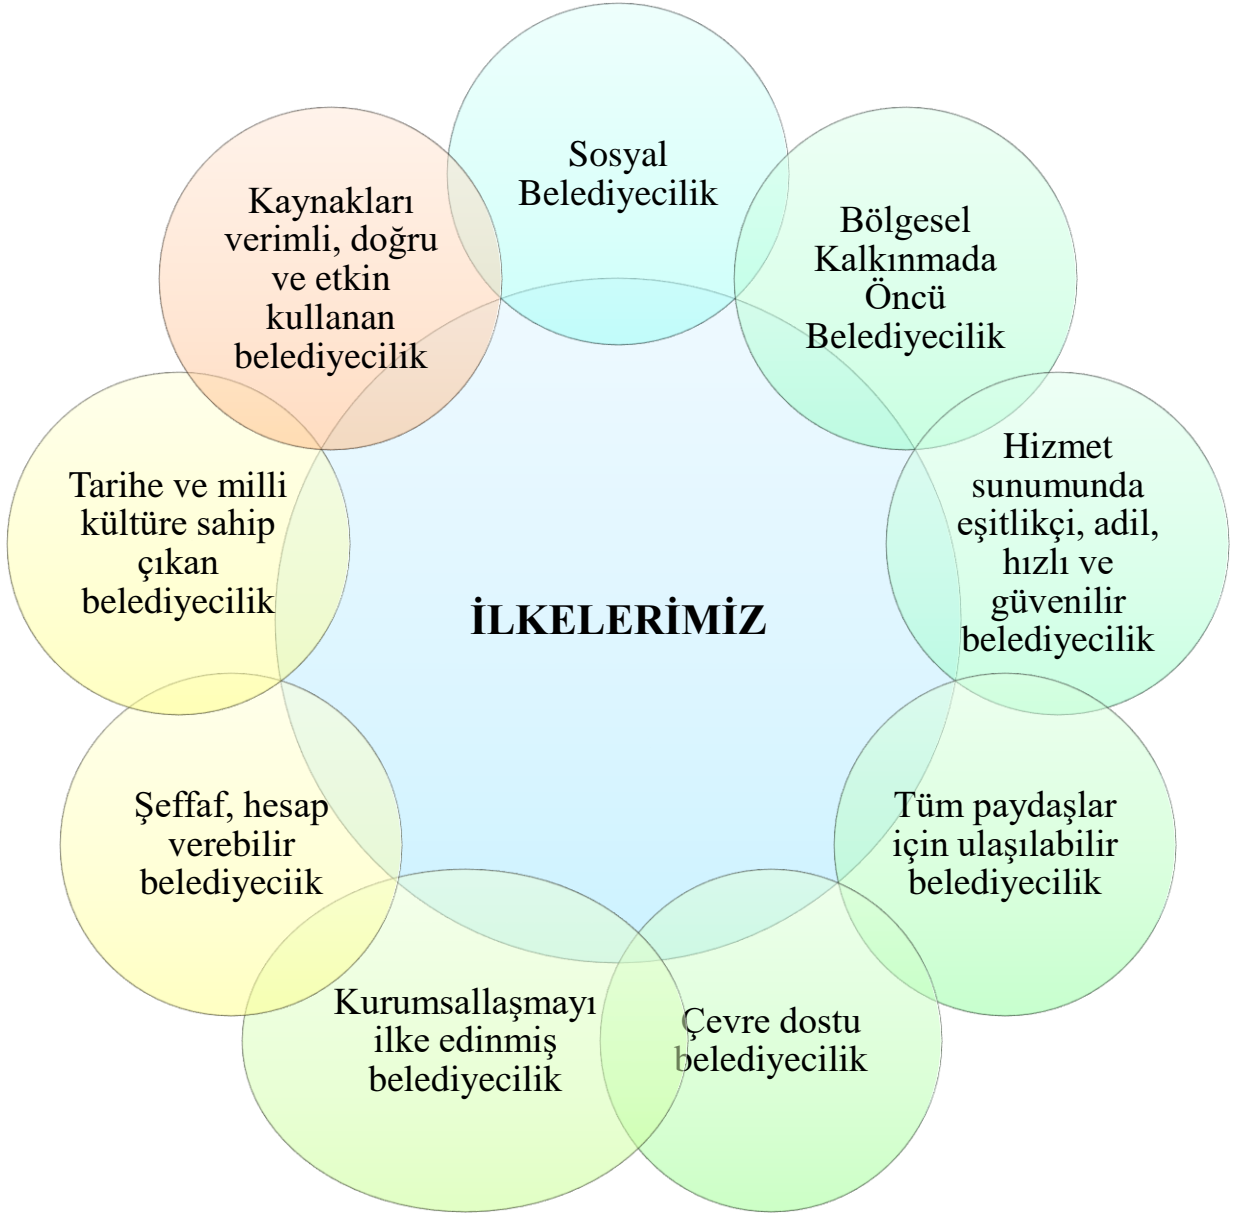 Sosyal
Belediyecilik
Bölgesel
Kalkınmada
Öncü
Belediyecilik
Hizmet
sunumunda
eşitlikçi, adil,
hızlı ve
güvenilir
belediyecilik
Tüm paydaşlar
için ulaşılabilir
belediyecilik
Çevre dostu
belediyecilik
Kurumsallaşmayı
ilke edinmiş
belediyecilik
Şeffaf, hesap
verebilir
belediyeciik
Tarihe ve milli
kültüre sahip
çıkan
belediyecilik
Kaynakları
verimli, doğru
ve etkin
kullanan
belediyecilik
İLKELERİMİZ